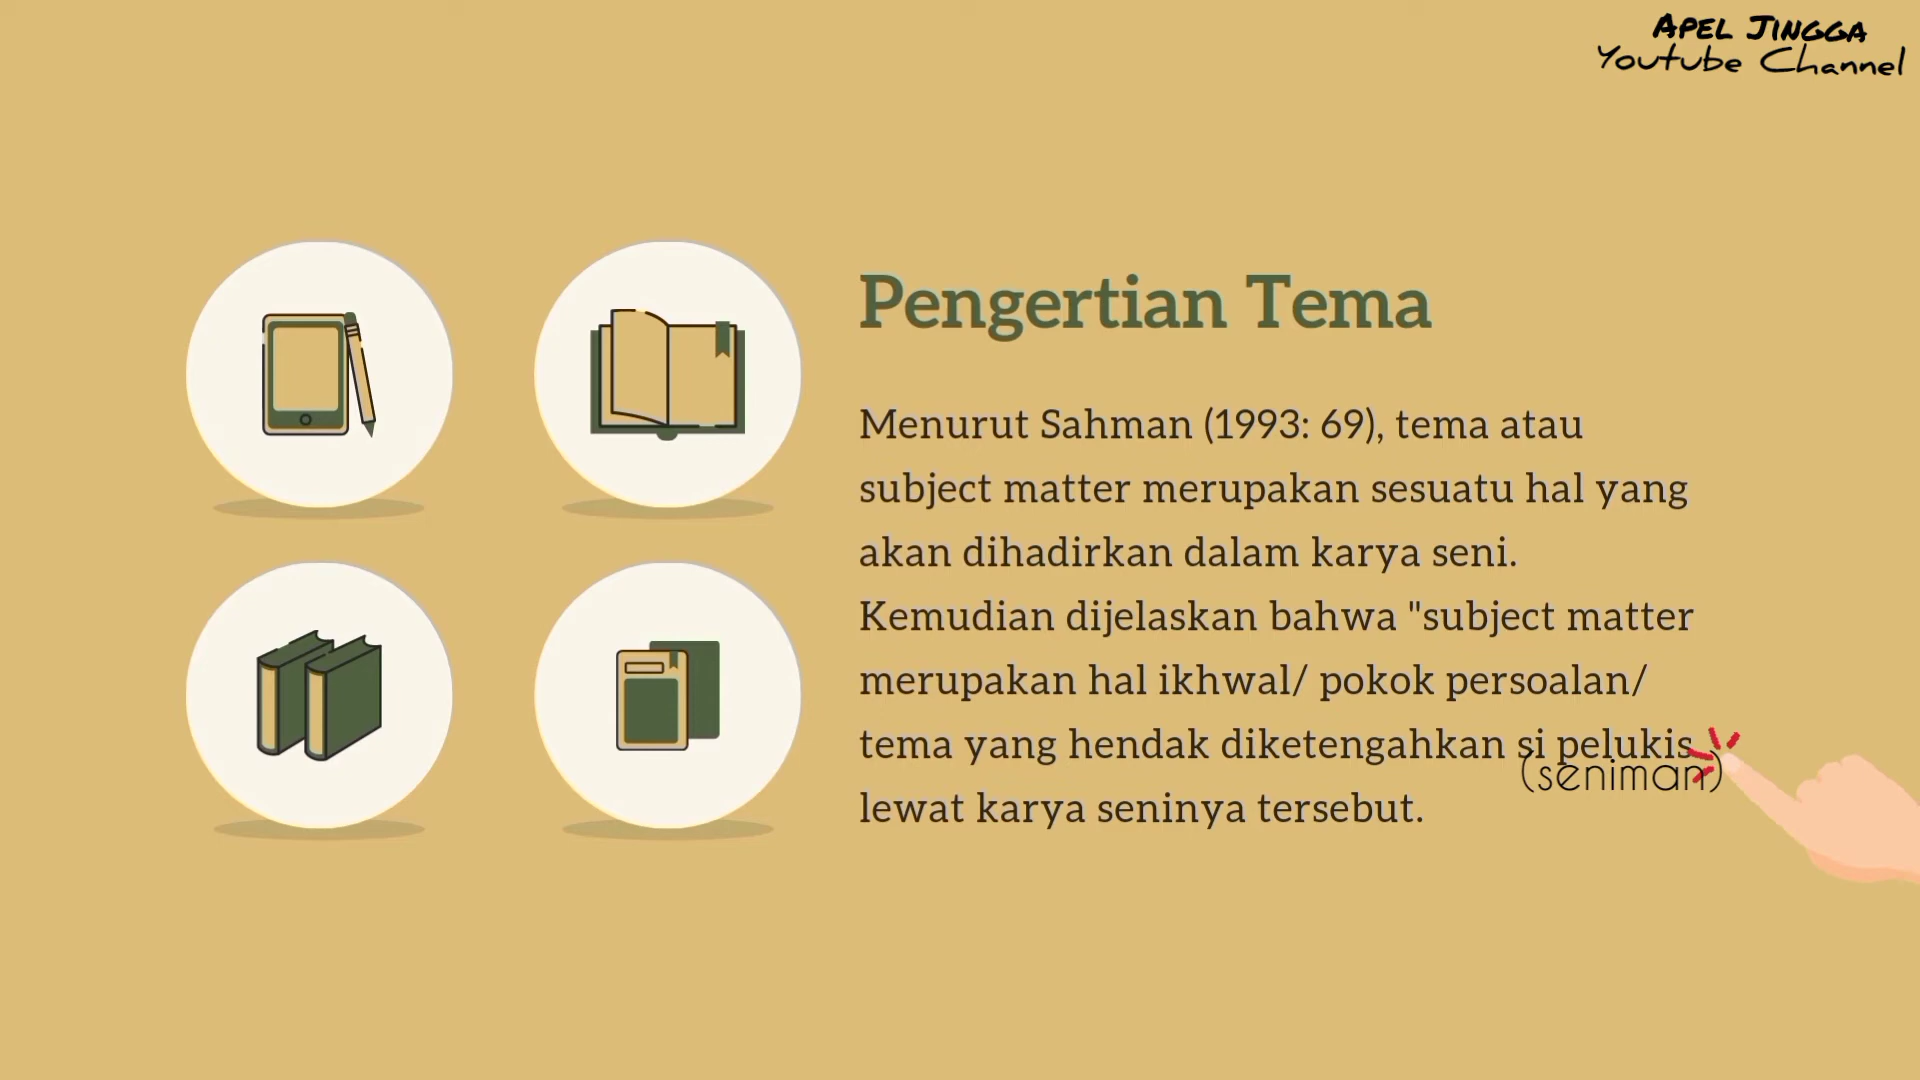 APEL JINGGA
Youtube Channel
Pengertian Tema
Menurut Sahman (1993: 69), tema atau
subject matter merupakan sesuatu hal yang
akan dihadirkan dalam karya seni.
Kemudian dijelaskan bahwa "subject matter
merupakan hal ikhwal/ pokok persoalan/
tema yang hendak diketengahkan si pelukis
(seniman)
lewat karya seninya tersebut.